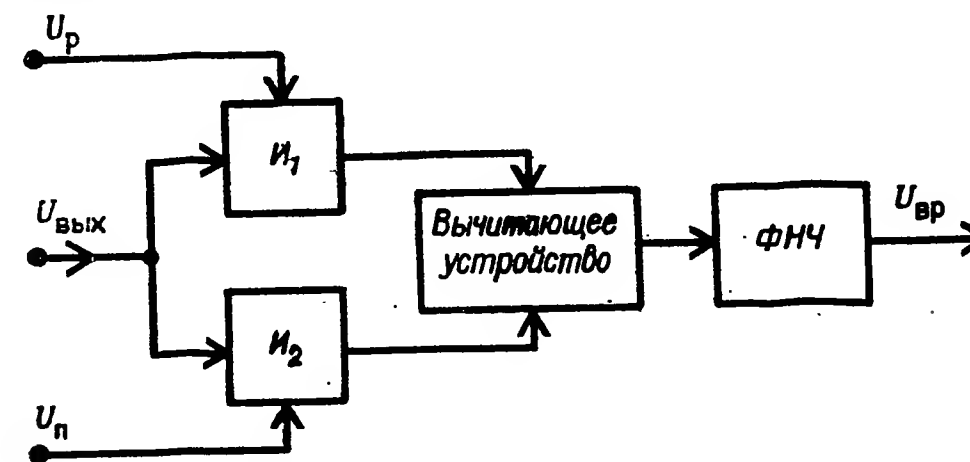 Uр
И1
Uвых
Вычитающее
устройство
ФНЧ
Uвр
И2
Uп